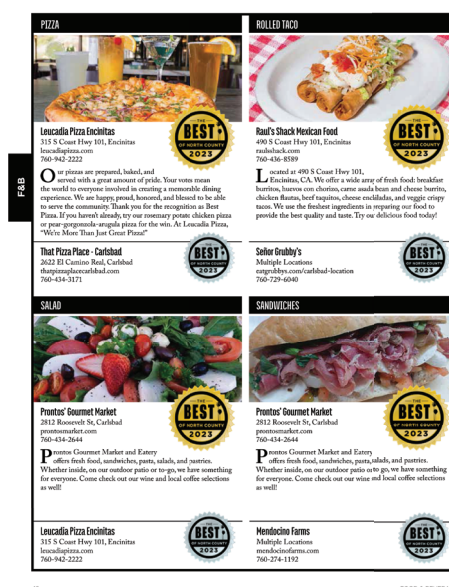 PIZZA
THE
BEST
OF NORTH COUNTY
2023
Leucadia Pizza Encinitas
315 S Coast Hwy 101, Encinitas
leucadiapizza.com
760-942-2222
Our pizzas are prepared, baked, and
served with a great amount of pride. Your votes mean
the world to everyone involved in creating a memorable dining
experience. We are happy, proud, honored, and blessed to be able
to serve the community. Thank you for the recognition as Best
Pizza. If you haven't already, try our rosemary potato chicken pizza
or pear-gorgonzola-arugula pizza for the win. At Leucadia Pizza,
"We're More Than Just Great Pizza!"
That Pizza Place - Carlsbad
2622 El Camino Real, Carlsbad
thatpizzaplacecarlsbad.com
760-434-3171
THE
BEST
OF NORTH COUNTY
2023
ROLLED TACO
THE
BEST
OF NORTH COUNTY
2023
Raul's Shack Mexican Food
490 S Coast Hwy 101, Encinitas
raulsshack.com
760-436-8589
Located at 490 S Coast Hwy 101,
Encinitas, CA. We offer a wide array of fresh food: breakfast
burritos, huevos con chorizo, carne asada bean and cheese burrito,
chicken flautas, beef taquitos, cheese enchiladas, and veggie crispy
tacos. We use the freshest ingredients in preparing our food to
provide the best quality and taste. Try our delicious food today!
Señor Grubby's
Multiple Locations
eatgrubbys.com/carlsbad-location
760-729-6040
THE
BEST
OF NORTH COUNTY
2023
F&B
SALAD
THE
BEST
OF NORTH COUNTY
2023
Prontos' Gourmet Market
2812 Roosevelt St, Carlsbad
prontosmarket.com
760-434-2644
Prontos Gourmet Market and Eatery
offers fresh food, sandwiches, pasta, salads, and pastries.
Whether inside, on our outdoor patio or to-go, we have something
for everyone. Come check out our wine and local coffee selections
as well!
Leucadia Pizza Encinitas
315 S Coast Hwy 101, Encinitas
leucadiapizza.com
760-942-2222
THE
BEST
OF NORTH COUNTY
2023
SANDWICHES
THE
BEST
OF NORTH COUNTY
2023
Prontos' Gourmet Market
2812 Roosevelt St, Carlsbad
prontosmarket.com
760-434-2644
Prontos Gourmet Market and Eatery
offers fresh food, sandwiches, pasta, salads, and pastries.
Whether inside, on our outdoor patio or to go, we have something
for everyone. Come check out our wine and local coffee selections
as well!
Mendocino Farms
Multiple Locations
mendocinofarms.com
760-274-1192
THE
BEST
OF NORTH COUNTY
2023